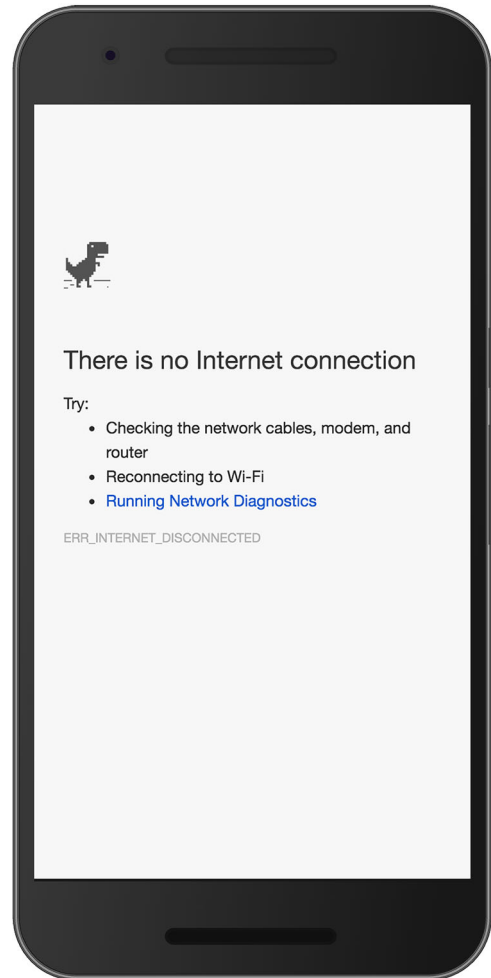 There is no Internet connection
Try:
Checking the network cables, modem, and
router
Reconnecting to Wi-Fi
Running Network Diagnostics
ERR_INTERNET_DISCONNECTED